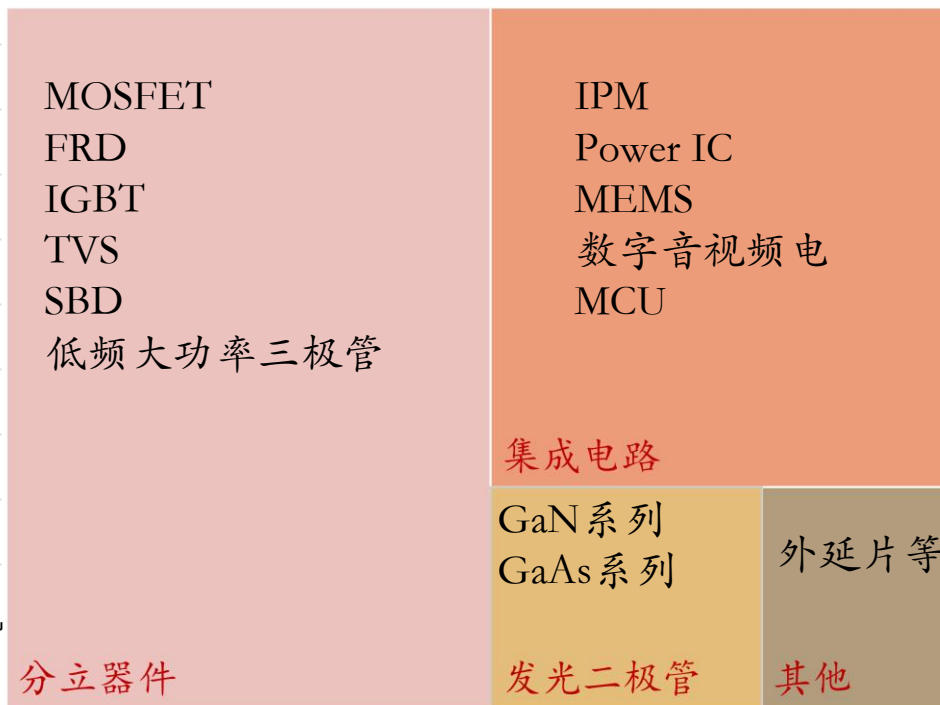 MOSFET
FRD
IGBT
TVS
SBD
低频大功率三极管
分立器件
IPM
Power IC
MEMS
数字音视频电
MCU
集成电路
GaN系列
GaAs系列
发光二极管
外延片等
其他